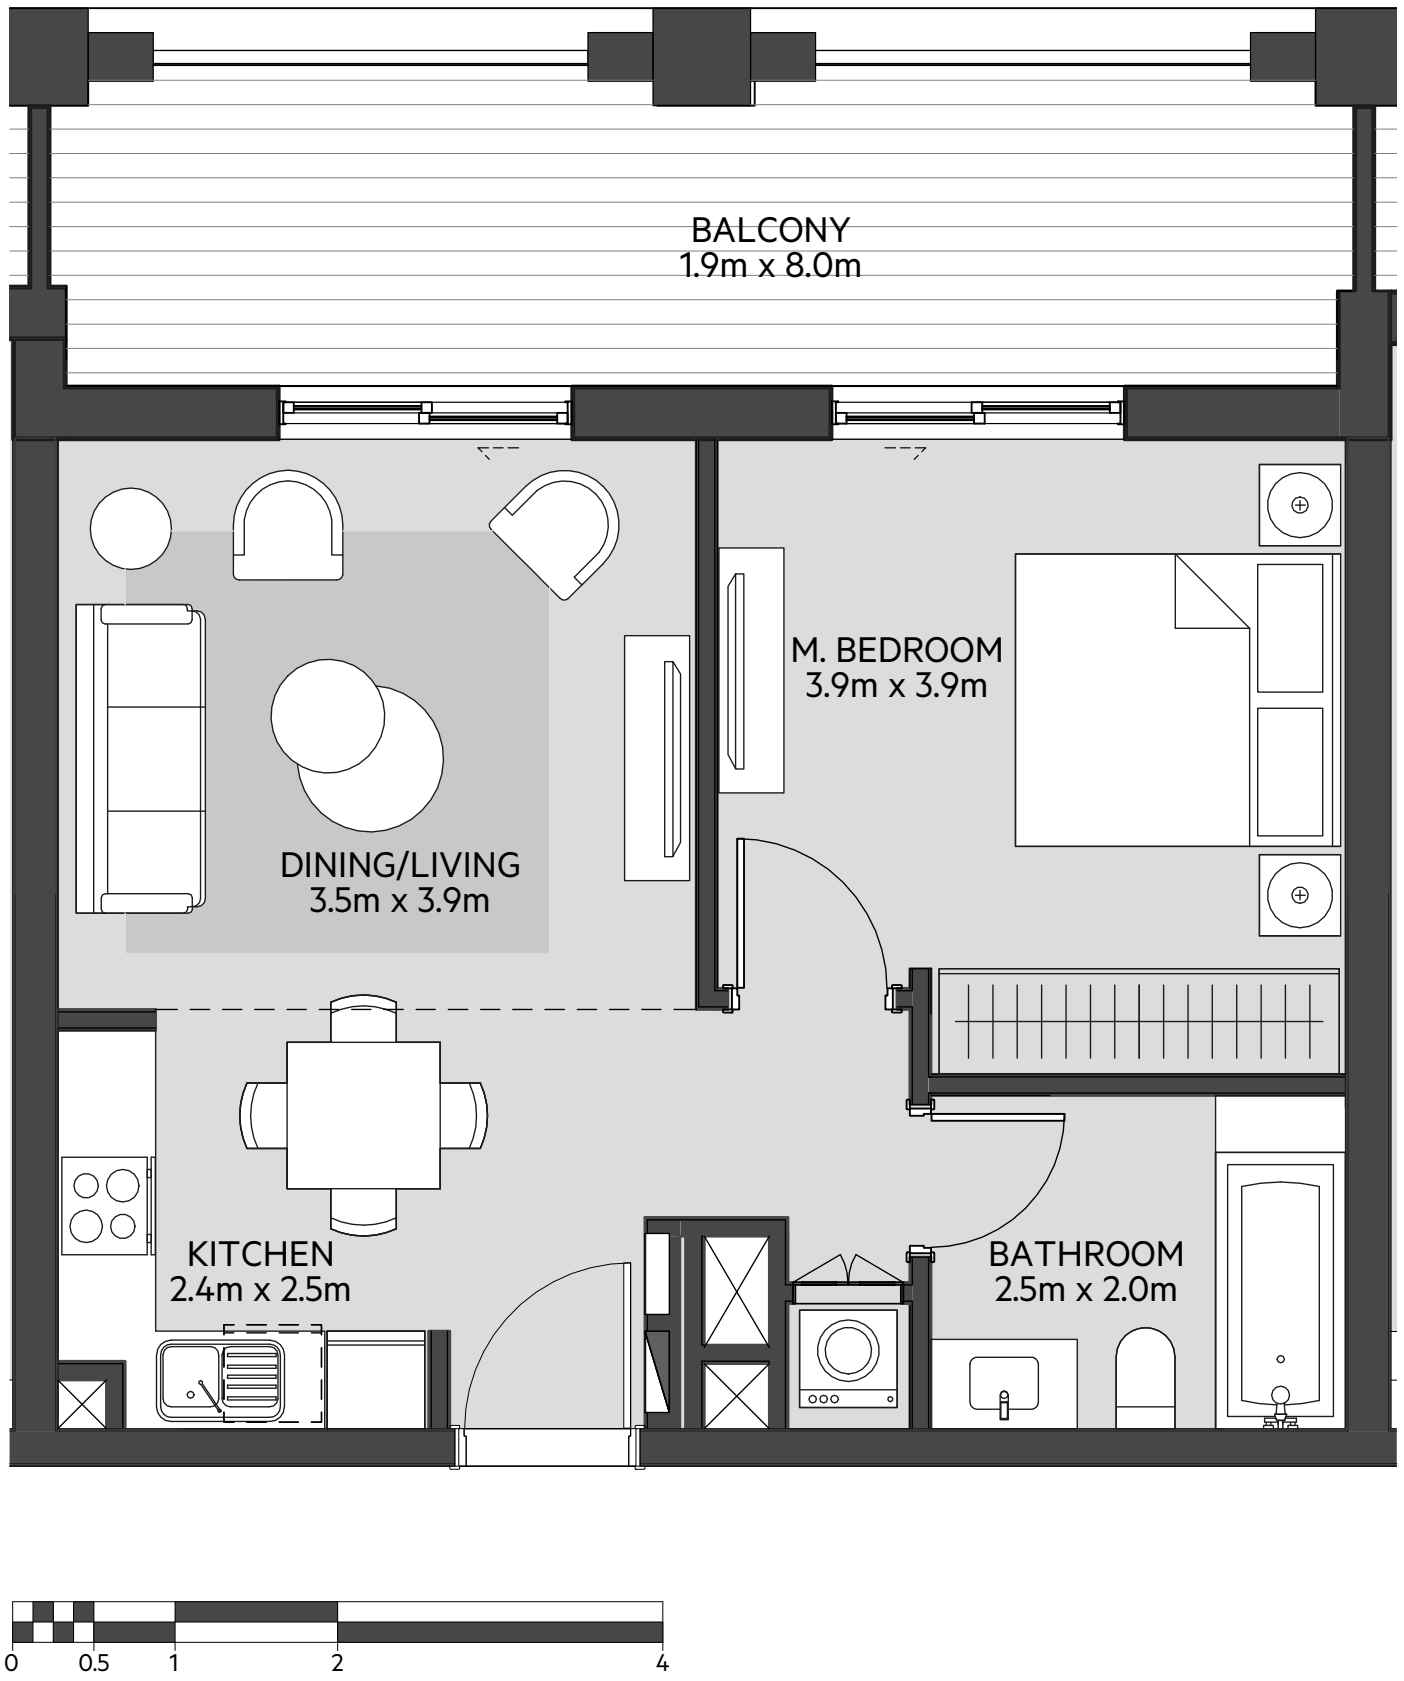 BALCONY
1.9m x 8.0m
M. BEDROOM
3.9m x 3.9m
DINING/LIVING
3.5m x 3.9m
KITCHEN
2.4m x 2.5m
BATHROOM
2.5m x 2.0m
0 0.5 1 2 4